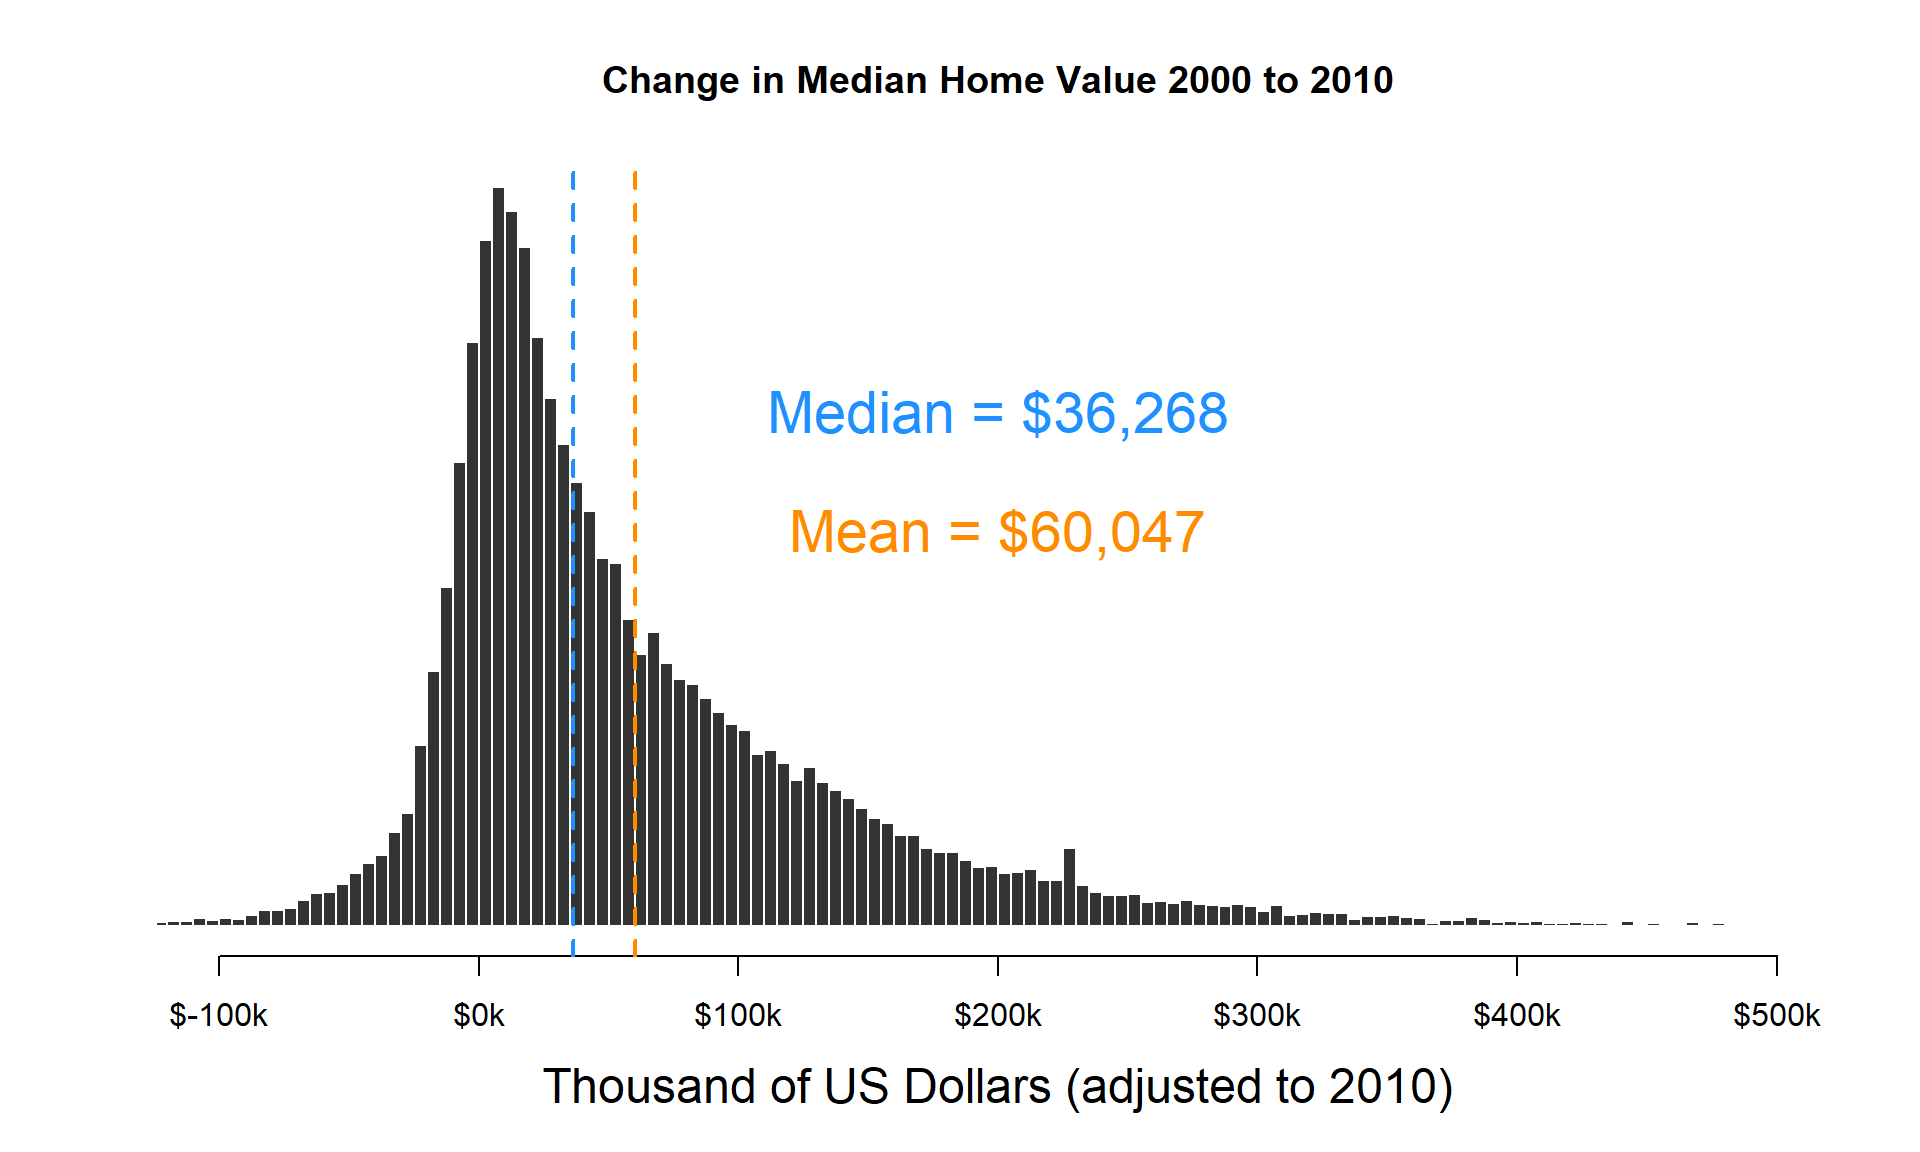 Change in Median Home Value 2000 to 2010
Median = $36,268
Mean = $60,047
$-100k $0k $100k $200k $300k $400k $500k
Thousand of US Dollars (adjusted to 2010)